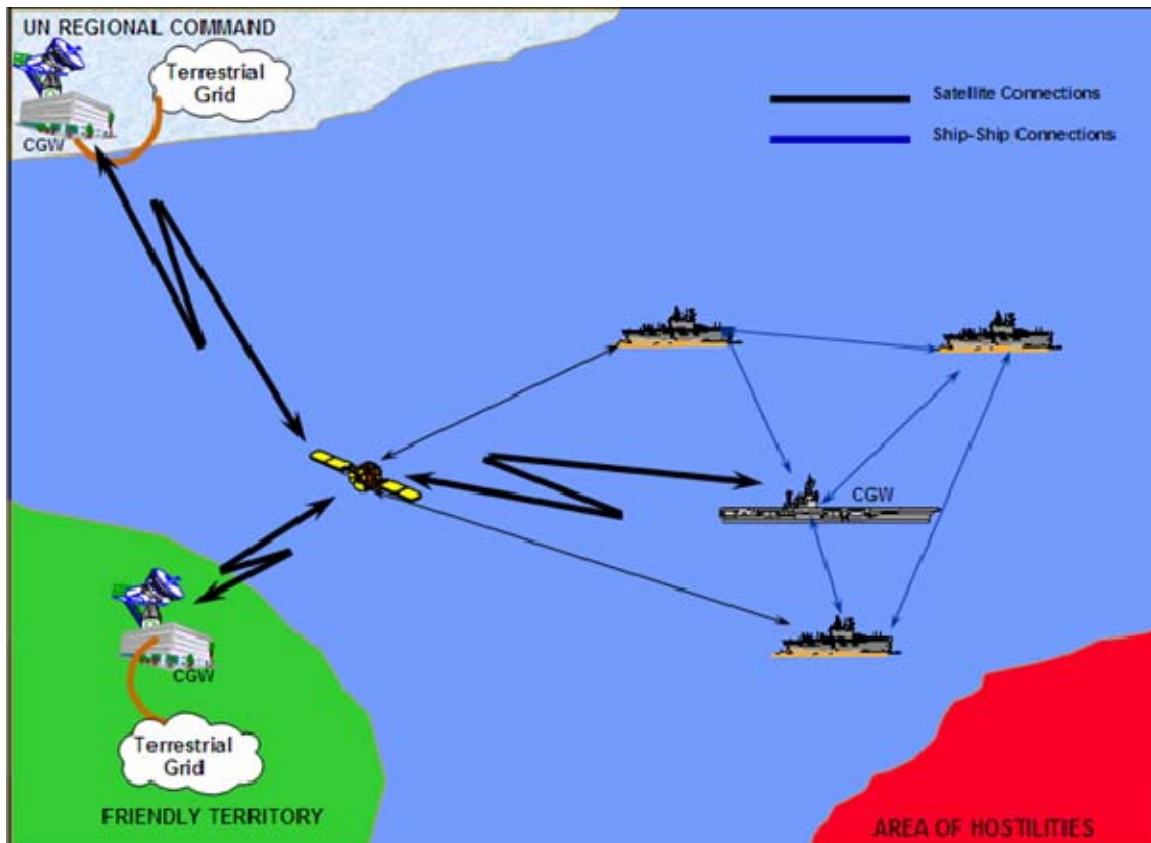 UN REGIONAL COMMAND
Terrestrial
Grid
CGW
Satellite Connections
Ship-Ship Connections
CGW
CGW
Terrestrial
Grid
FRIENDLY TERRITORY
AREA OF HOSTILITIES